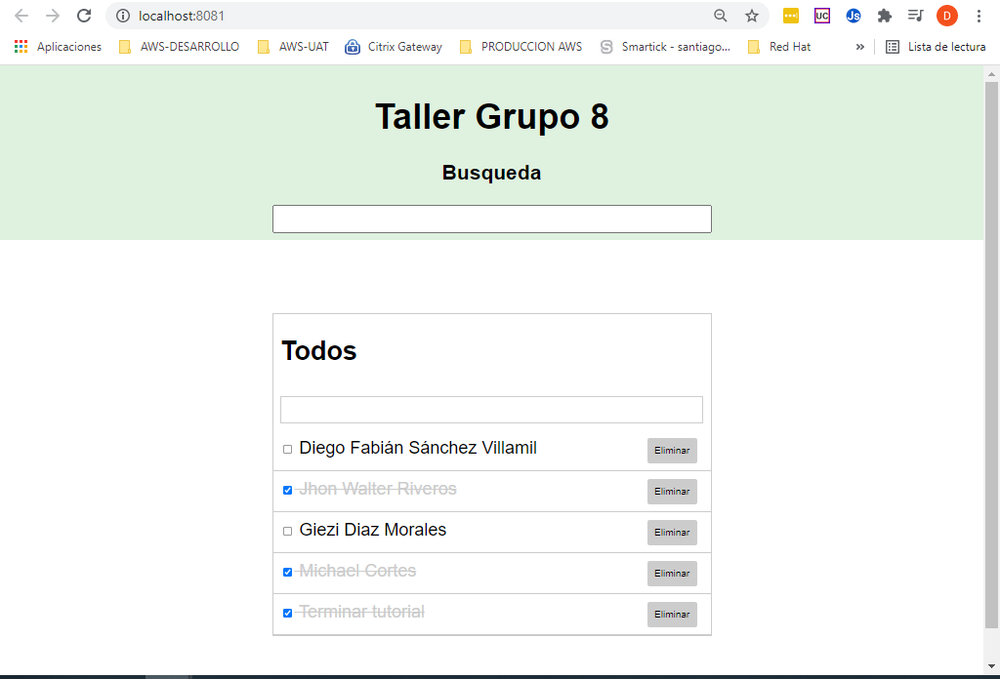 localhost:8081
UC
Js
D
Aplicaciones
AWS-DESARROLLO
AWS-UAT
Citrix Gateway
PRODUCCION AWS
Smartick - santiago...
Red Hat
»
Lista de lectura
Taller Grupo 8
Busqueda
Todos
Diego Fabián Sánchez Villamil Eliminar
Jhon Walter Riveros Eliminar
Giezi Diaz Morales Eliminar
Michael Cortes Eliminar
Terminar tutorial Eliminar